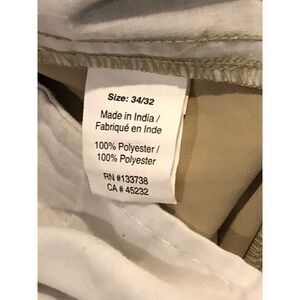 Size: 34/32
Made in India /
Fabriqué en Inde
100% Polyester /
100% Polyester
RN #133738
CA # 45232